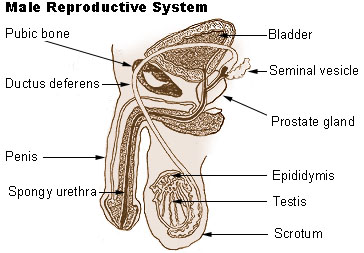 Male Reproductive System
Pubic bone
Bladder
Ductus deferens
Seminal vesicle
Prostate gland
Penis
Spongy urethra
Epididymis
Testis
Scrotum